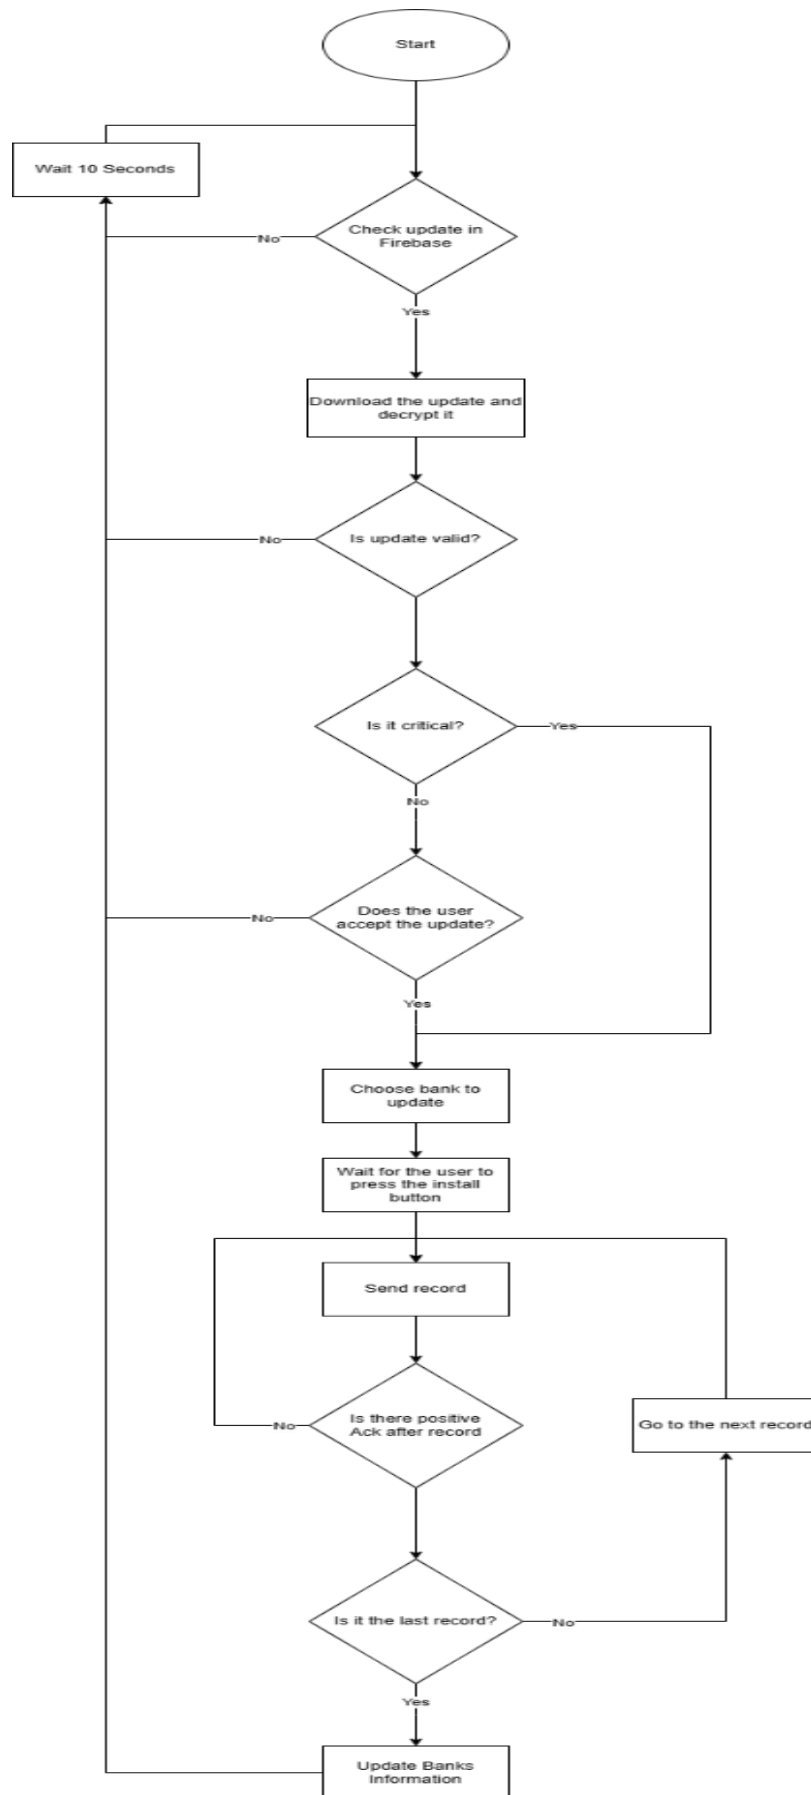 Start
Wait 10 Seconds
Check update in
Firebase
No
Yes
Download the update and
decrypt it
Is update valid?
No
Is it critical?
Yes
No
Does the user
accept the update?
No
Yes
Choose bank to
update
Wait for the user to
press the install
button
Send record
Is there positive
Ack after record
No
Go to the next record
Is it the last record?
No
Yes
Update Banks
Information